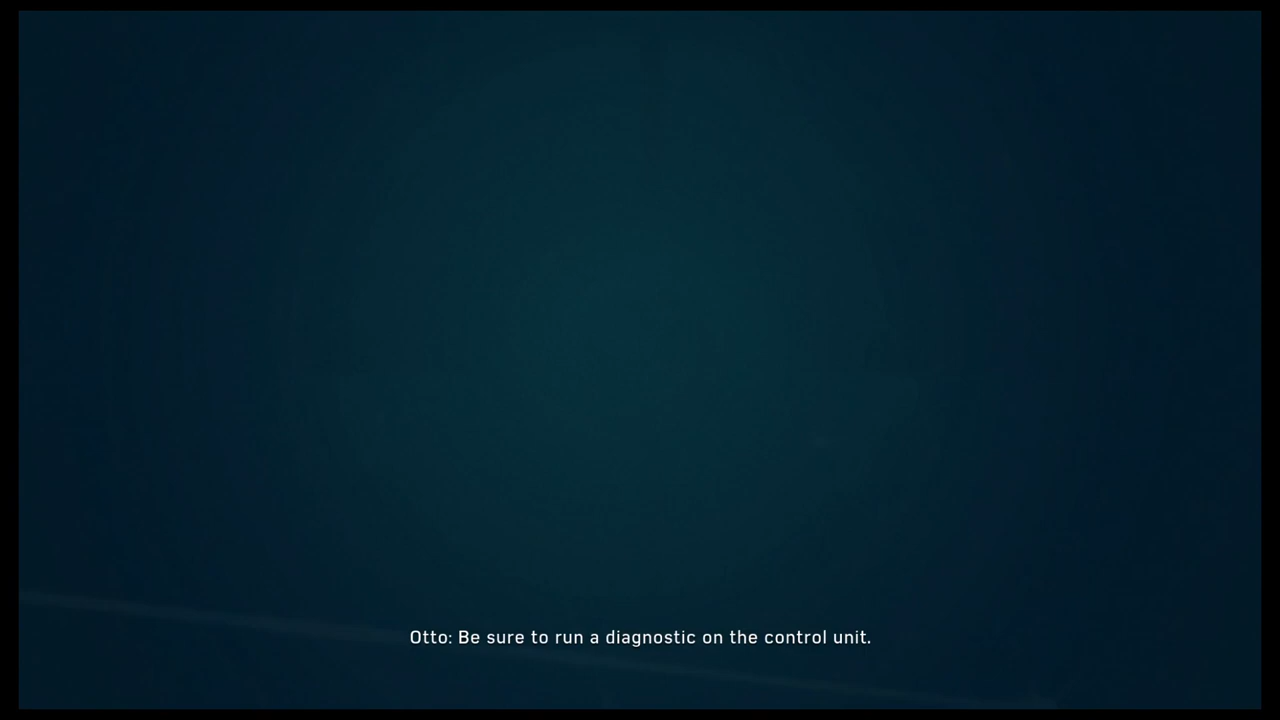 Otto: Be sure to run a diagnostic on the control unit.